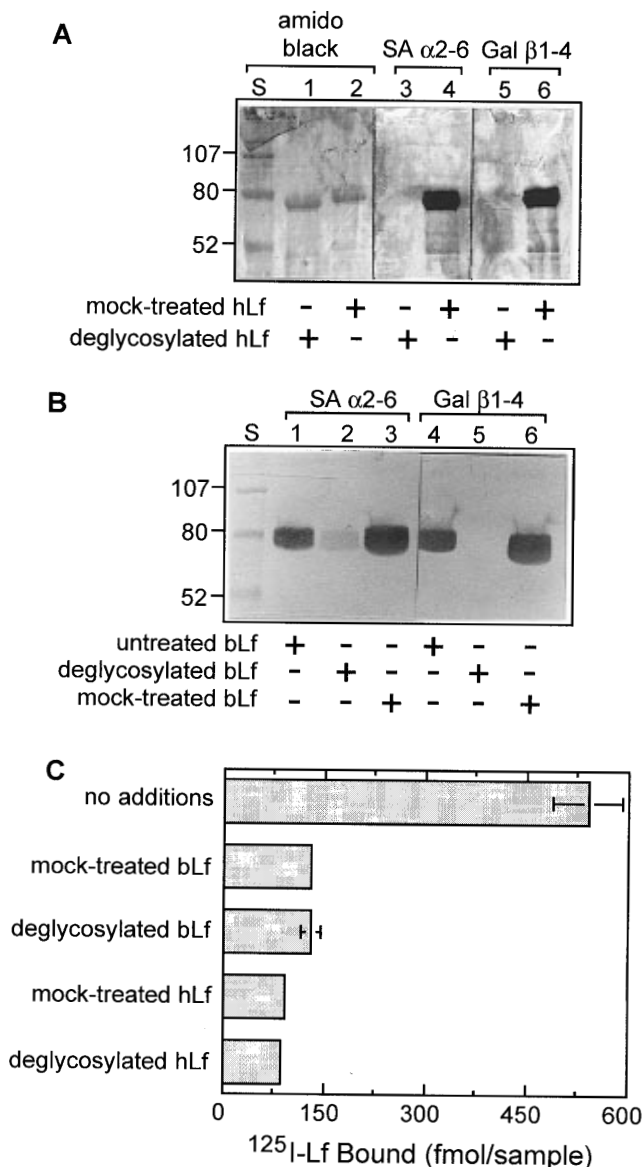 A
amido
black
SA α2-6
Gal β1-4
S 1 2 3 4 5 6
107
80
52
mock-treated hLf - + - + - +
deglycosylated hLf + - + - + -
B
SA α2-6
Gal β1-4
S 1 2 3 4 5 6
107
80
52
untreated bLf + - - + - -
deglycosylated bLf - + - - + -
mock-treated bLf - - + - - +
C
no additions
mock-treated bLf
deglycosylated bLf
mock-treated hLf
deglycosylated hLf
0 150 300 450 600
125I-Lf Bound (fmol/sample)